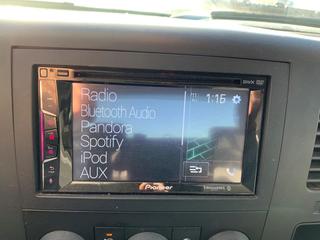 Radio
Bluetooth Audio
Pandora
Spotify
iPod
AUX
1:15
Pioneer